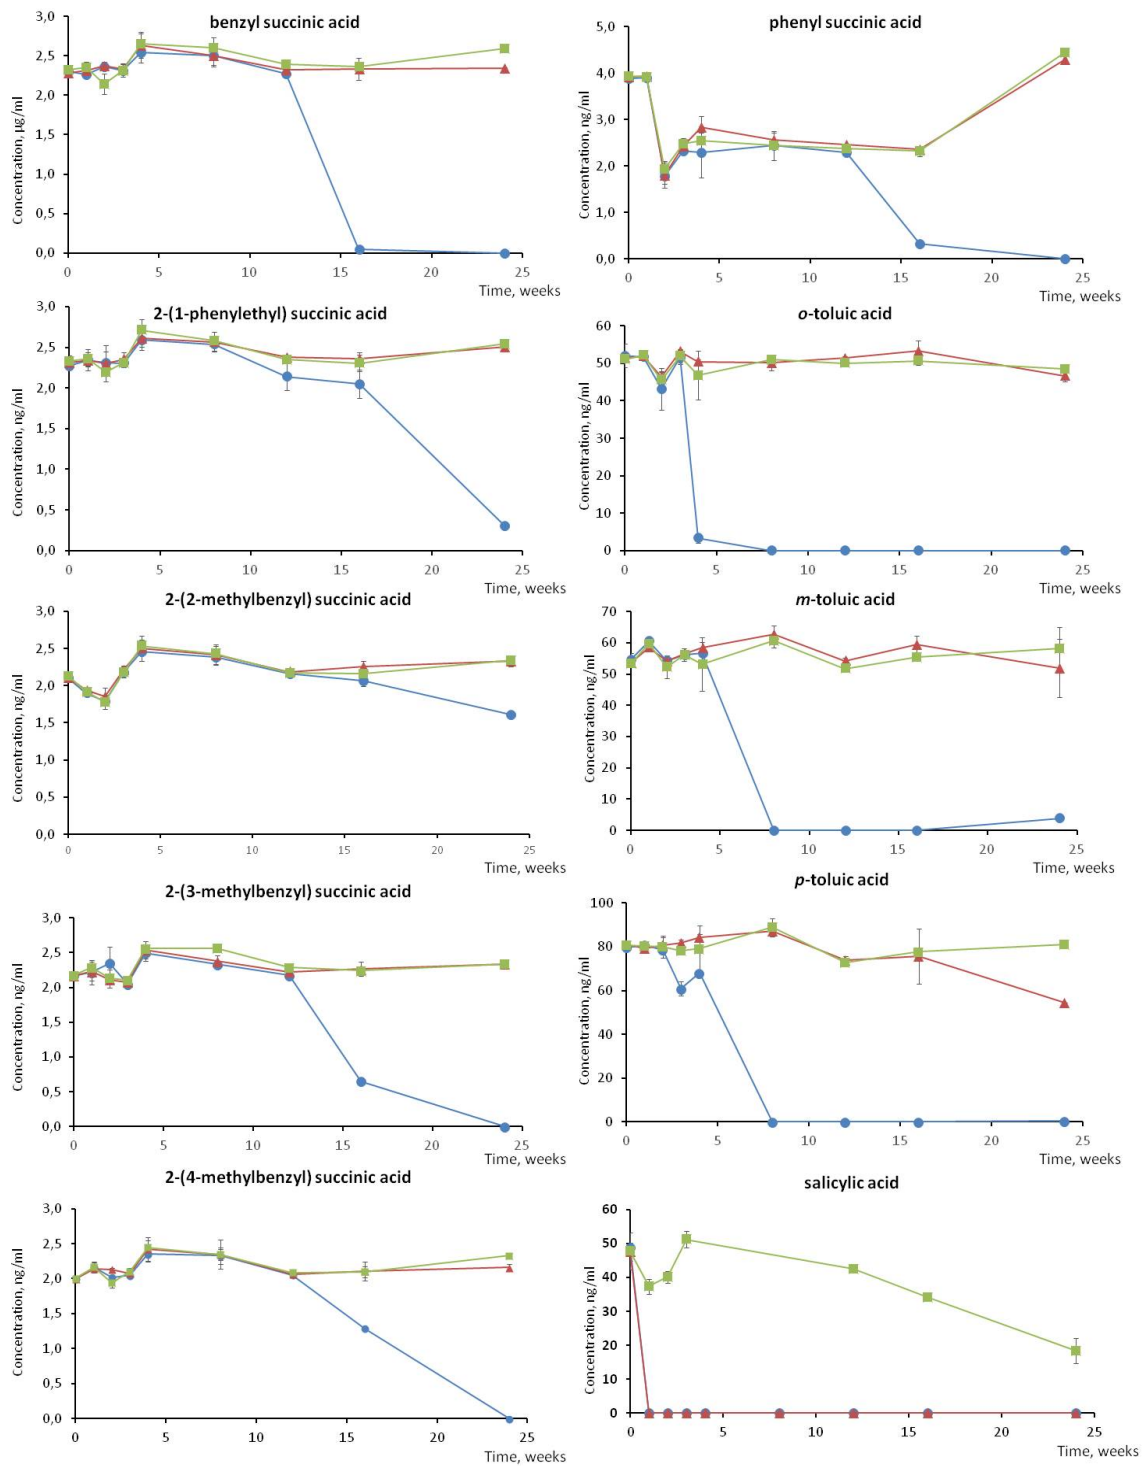 benzyl succinic acid
Concentration, µg/ml
3,0
2,5
2,0
1,5
1,0
0,5
0,0
0 5 10 15 20 25
Time, weeks
phenyl succinic acid
Concentration, ng/ml
5,0
4,0
3,0
2,0
1,0
0,0
0 5 10 15 20 25
Time, weeks
2-(1-phenylethyl) succinic acid
Concentration, ng/ml
3,0
2,5
2,0
1,5
1,0
0,5
0,0
0 5 10 15 20 25
Time, weeks
o-toluic acid
Concentration, ng/ml
60
50
40
30
20
10
0
0 5 10 15 20 25
Time, weeks
2-(2-methylbenzyl) succinic acid
Concentration, ng/ml
3,0
2,5
2,0
1,5
1,0
0,5
0,0
0 5 10 15 20 25
Time, weeks
m-toluic acid
Concentration, ng/ml
70
60
50
40
30
20
10
0
0 5 10 15 20 25
Time, weeks
2-(3-methylbenzyl) succinic acid
Concentration, ng/ml
3,0
2,5
2,0
1,5
1,0
0,5
0,0
0 5 10 15 20 25
Time, weeks
p-toluic acid
Concentration, ng/ml
100
80
60
40
20
0
0 5 10 15 20 25
Time, weeks
2-(4-methylbenzyl) succinic acid
Concentration, ng/ml
3,0
2,5
2,0
1,5
1,0
0,5
0,0
0 5 10 15 20 25
Time, weeks
salicylic acid
Concentration, ng/ml
60
50
40
30
20
10
0
0 5 10 15 20 25
Time, weeks